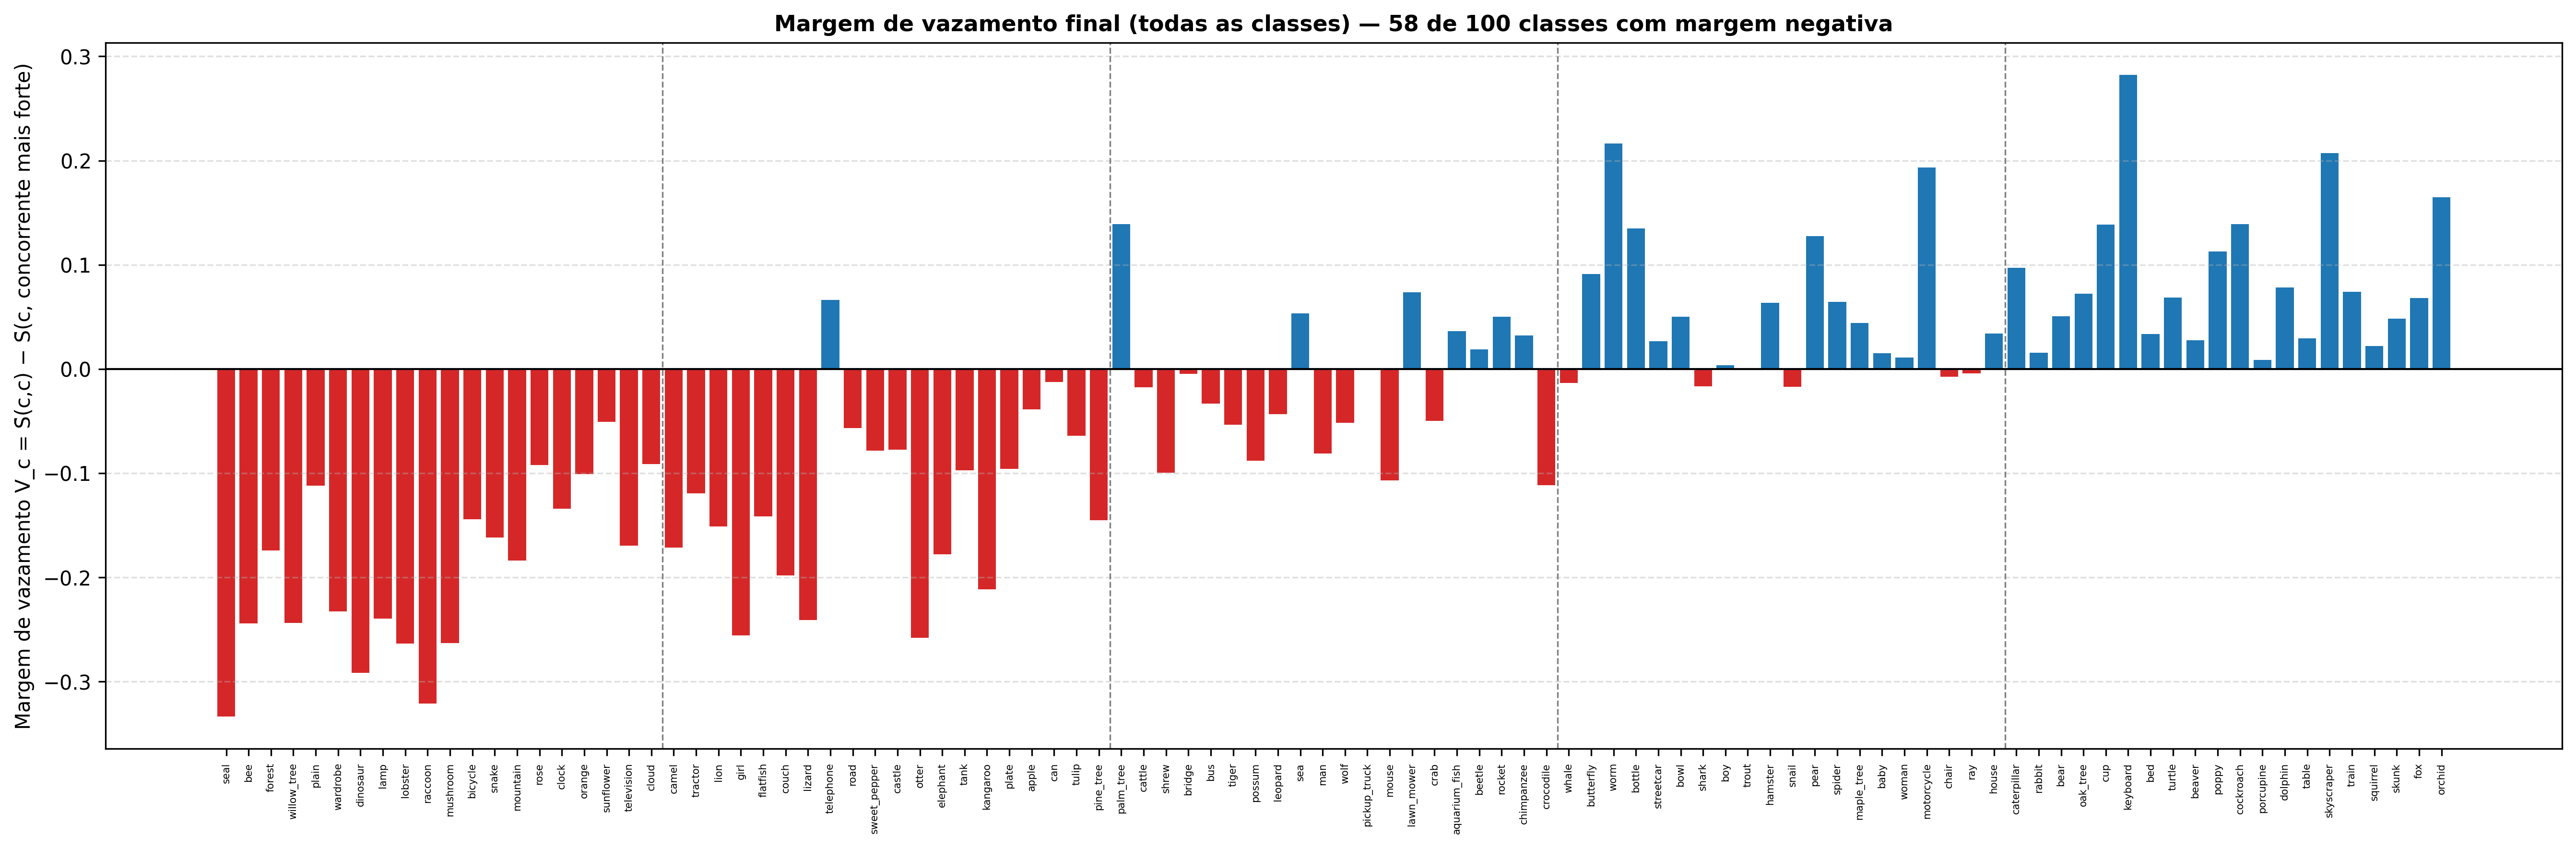 Margem de vazamento final (todas as classes) — 58 de 100 classes com margem negativa
Margem de vazamento V_c = S(c,c) − S(c, concorrente mais forte)
0.3
0.2
0.1
0.0
−0.1
−0.2
−0.3
seal
bee
forest
willow_tree
plain
wardrobe
dinosaur
lamp
lobster
raccoon
mushroom
bicycle
snake
mountain
rose
clock
orange
sunflower
television
cloud
camel
tractor
lion
girl
flatfish
couch
lizard
telephone
road
sweet_pepper
castle
otter
elephant
tank
kangaroo
plate
apple
can
tulip
pine_tree
palm_tree
cattle
shrew
bridge
bus
tiger
possum
leopard
sea
man
wolf
pickup_truck
mouse
lawn_mower
crab
aquarium_fish
beetle
rocket
chimpanzee
crocodile
whale
butterfly
worm
bottle
streetcar
bowl
shark
boy
trout
hamster
snail
pear
spider
maple_tree
baby
woman
motorcycle
chair
ray
house
caterpillar
rabbit
bear
oak_tree
cup
keyboard
bed
turtle
beaver
poppy
cockroach
porcupine
dolphin
table
skyscraper
train
squirrel
skunk
fox
orchid